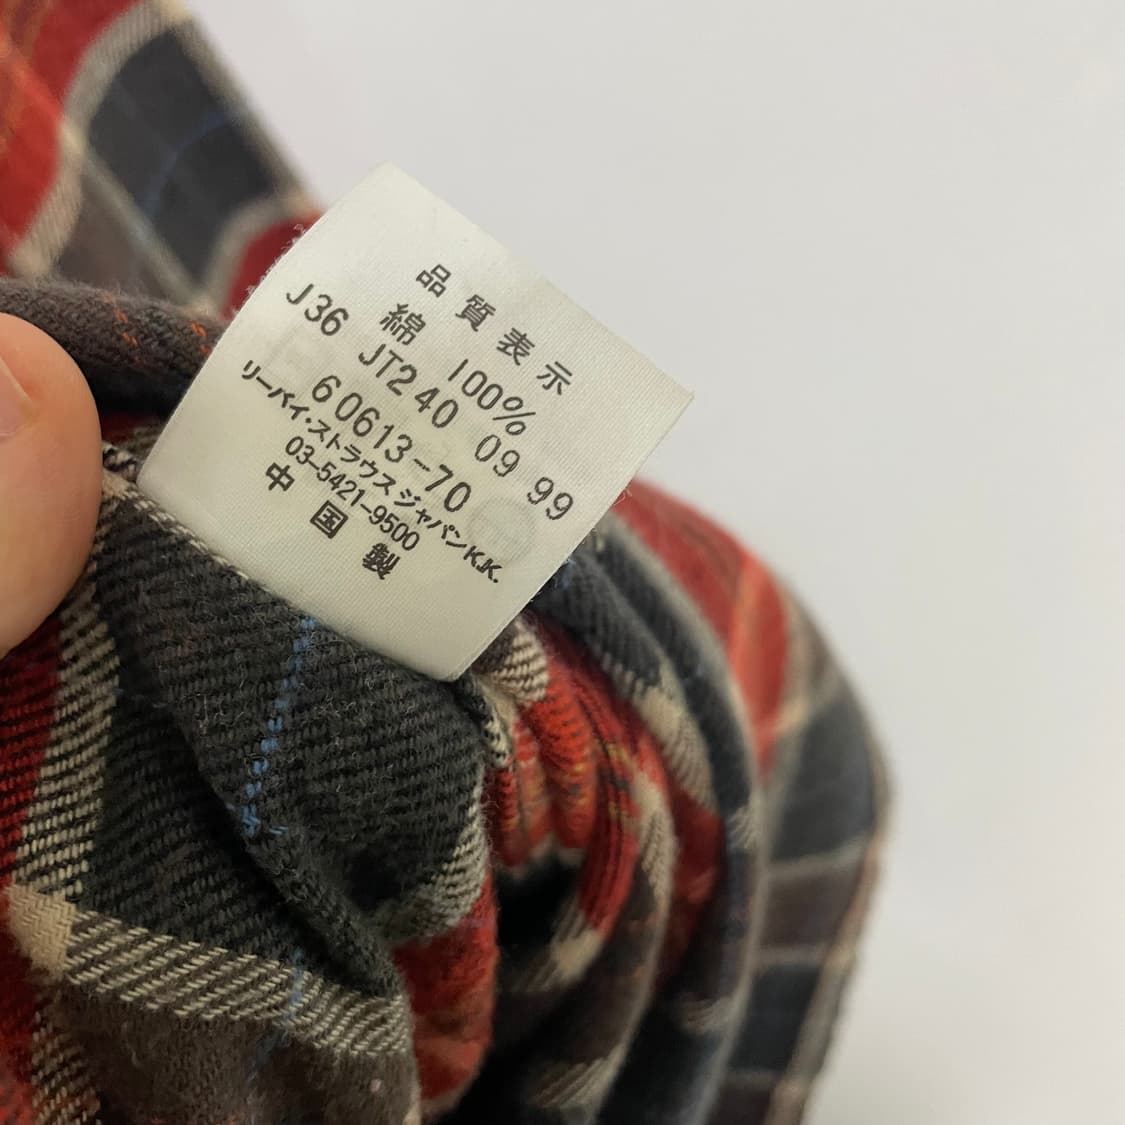 品質表示
綿 100%
J36 JT240 09 99
60613-70
リーバイ・ストラウス ジャパンK.K.
03-5421-9500
中国製